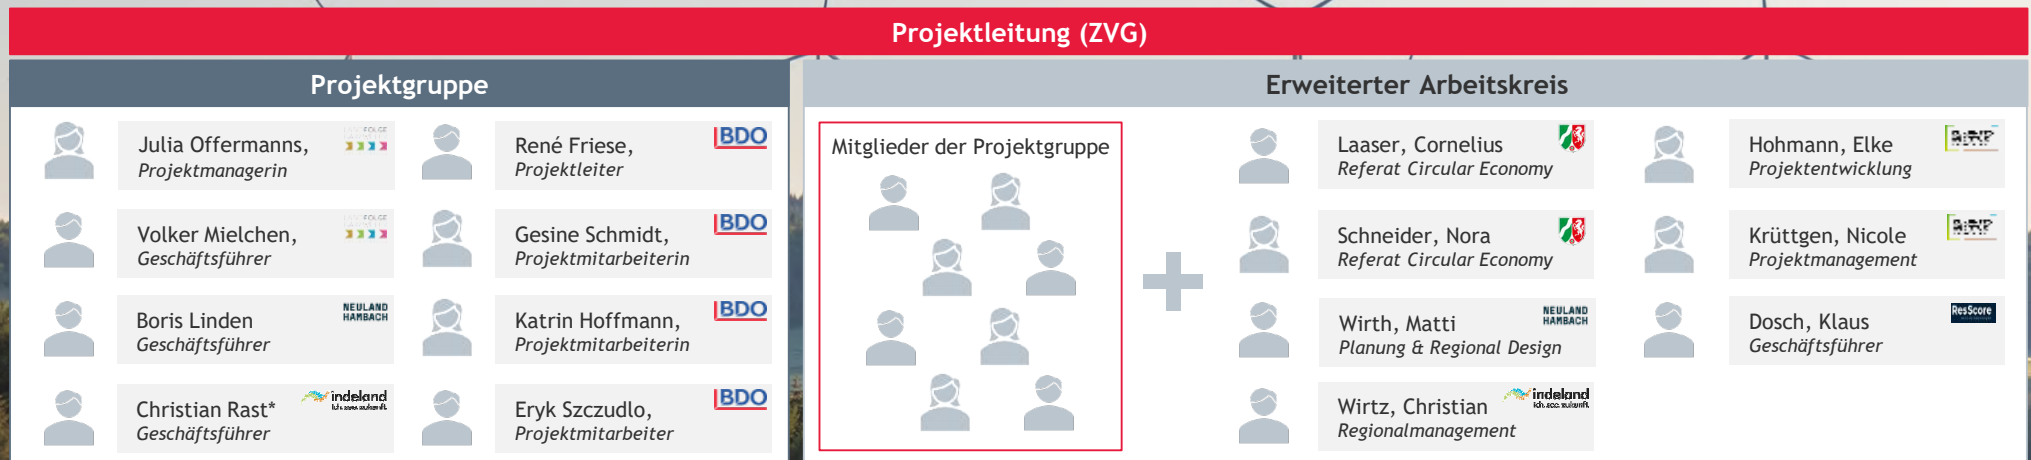 Projektleitung (ZVG)
Projektgruppe
Julia Offermanns,
Projektmanagerin
FOLGE
Volker Mielchen,
Geschäftsführer
FOLGE
Boris Linden
Geschäftsführer
NEULAND
HAMBACH
Christian Rast*
Geschäftsführer
indeland
René Friese,
Projektleiter
BDO
Gesine Schmidt,
Projektmitarbeiterin
BDO
Katrin Hoffmann,
Projektmitarbeiterin
BDO
Eryk Szczudlo,
Projektmitarbeiter
BDO
Erweiterter Arbeitskreis
Mitglieder der Projektgruppe
Laaser, Cornelius
Referat Circular Economy
Schneider, Nora
Referat Circular Economy
Wirth, Matti
Planung & Regional Design
NEULAND
HAMBACH
Wirtz, Christian
Regionalmanagement
indeland
Hohmann, Elke
Projektentwicklung
Krüttgen, Nicole
Projektmanagement
Dosch, Klaus
Geschäftsführer
ResScore